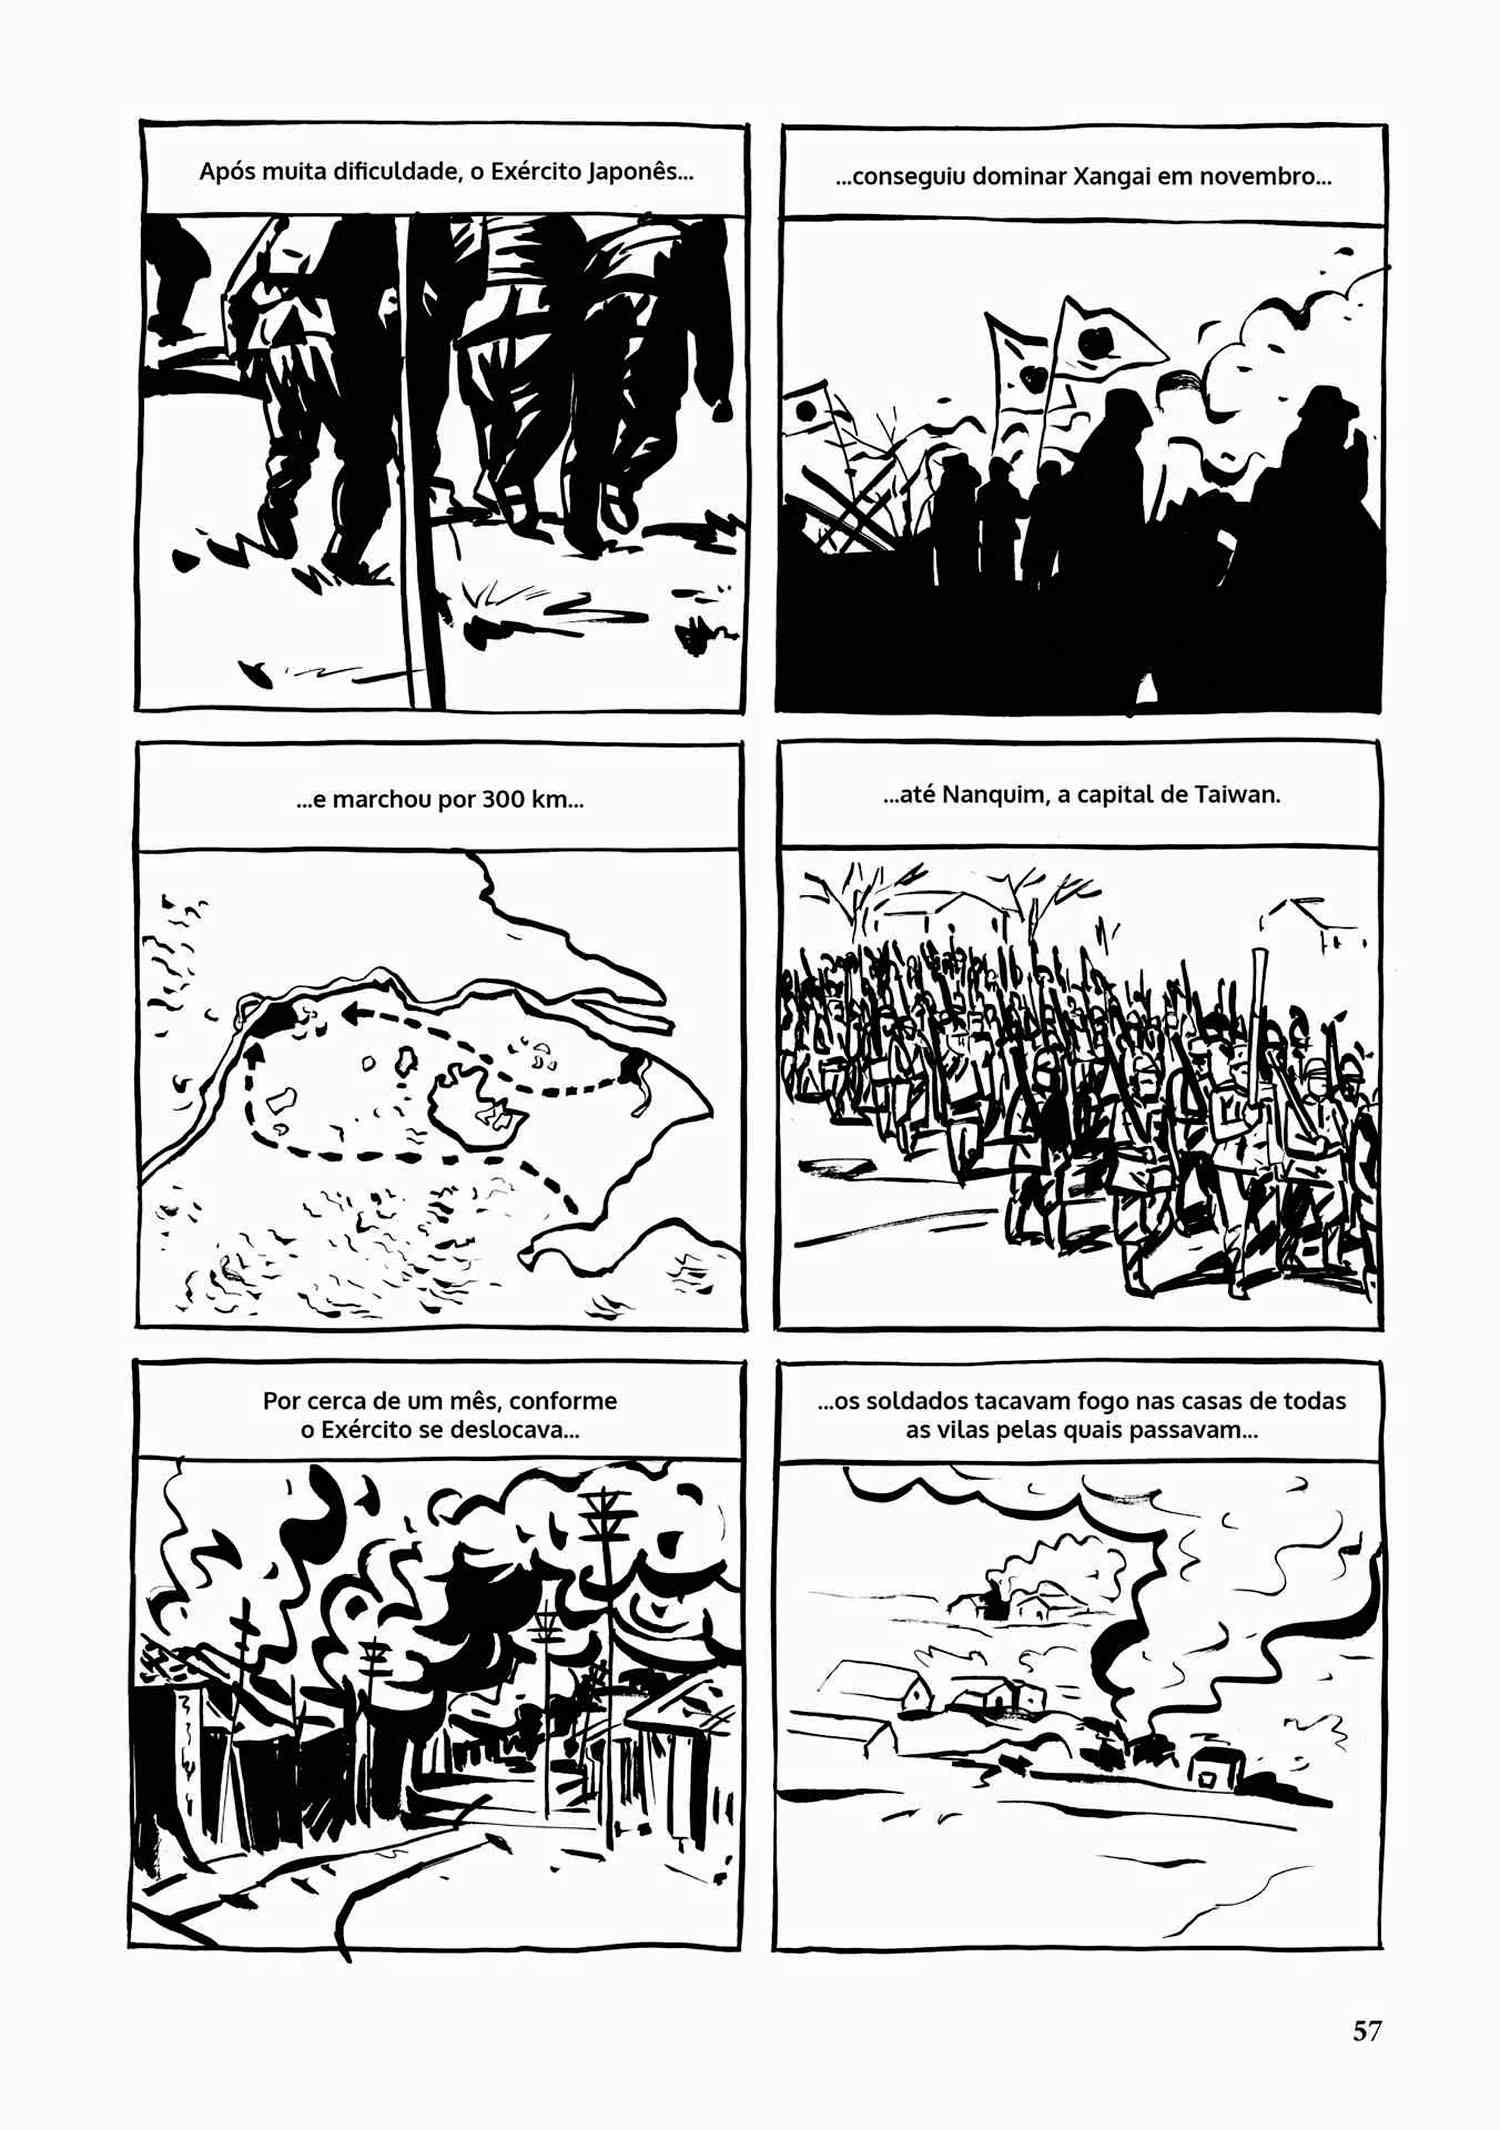 Após muita dificuldade, o Exército Japonês...
...conseguiu dominar Xangai em novembro...
...e marchou por 300 km...
...até Nanquim, a capital de Taiwan.
Por cerca de um mês, conforme
o Exército se deslocava...
...os soldados tacavam fogo nas casas de todas
as vilas pelas quais passavam...
57